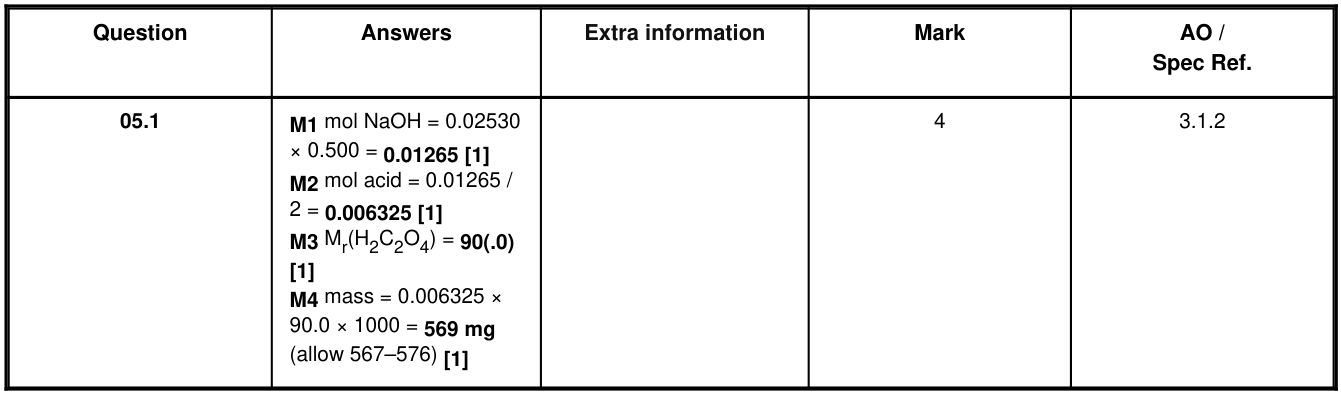 Question Answers Extra information Mark AO /
Spec Ref.
05.1 M1 mol NaOH = 0.02530 4 3.1.2
× 0.500 = 0.01265 [1]
M2 mol acid = 0.01265 /
2 = 0.006325 [1]
M3 Mr(H2C2O4) = 90(.0)
[1]
M4 mass = 0.006325 ×
90.0 × 1000 = 569 mg
(allow 567–576) [1]